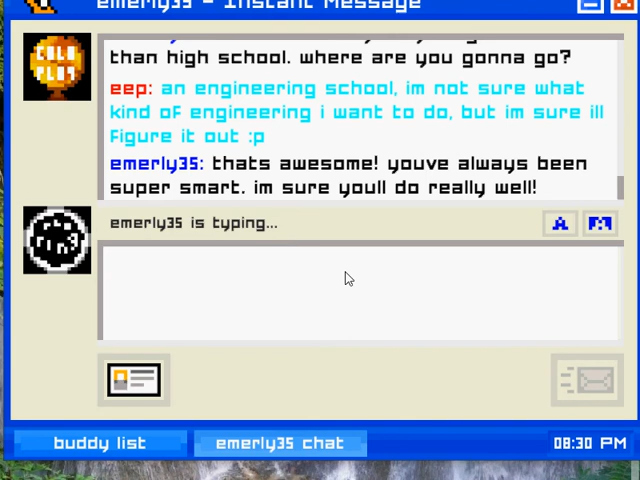 emerly35 - Instant Message
than high school. where are you gonna go?
eep: an engineering school, im not sure what
kind of engineering i want to do, but im sure ill
figure it out :p
emerly35: thats awesome! youve always been
super smart. im sure youll do really well!
COLD
PLAY
emerly35 is typing...
A
buddy list
emerly35 chat
08:30 PM